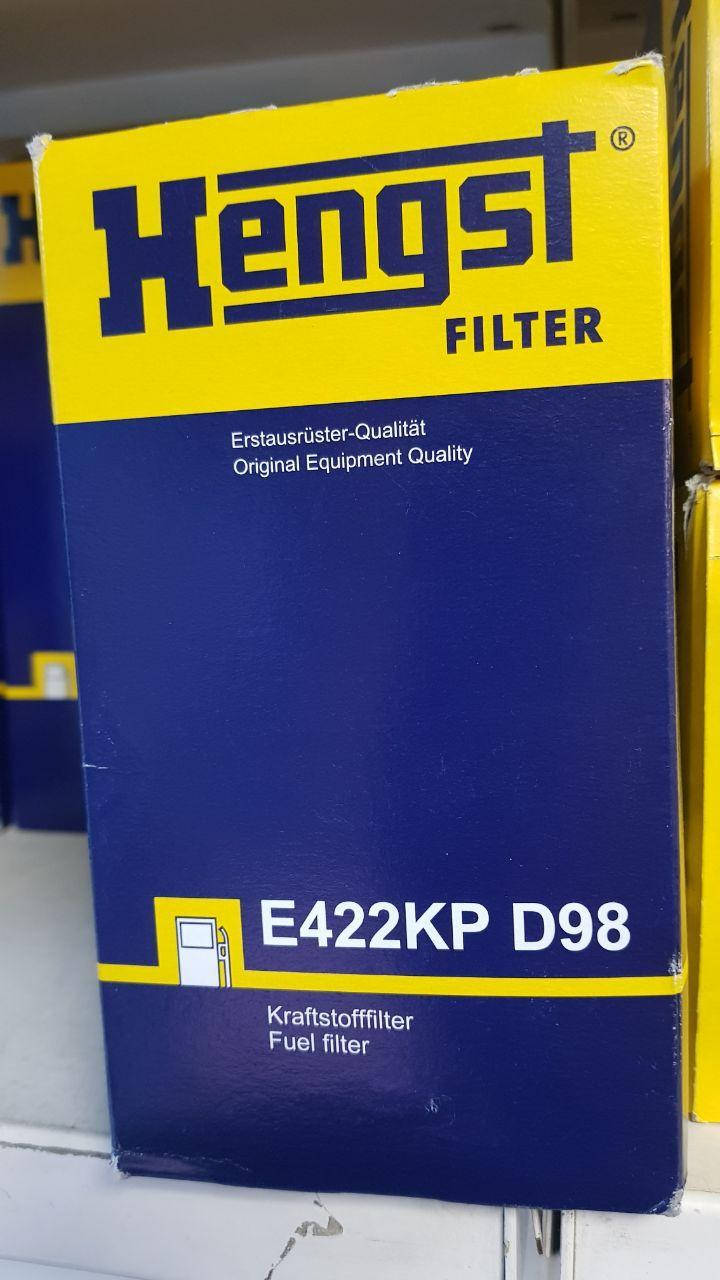 Hengst®
FILTER
Erstausrüster-Qualität
Original Equipment Quality
E422KP D98
Kraftstofffilter
Fuel filter